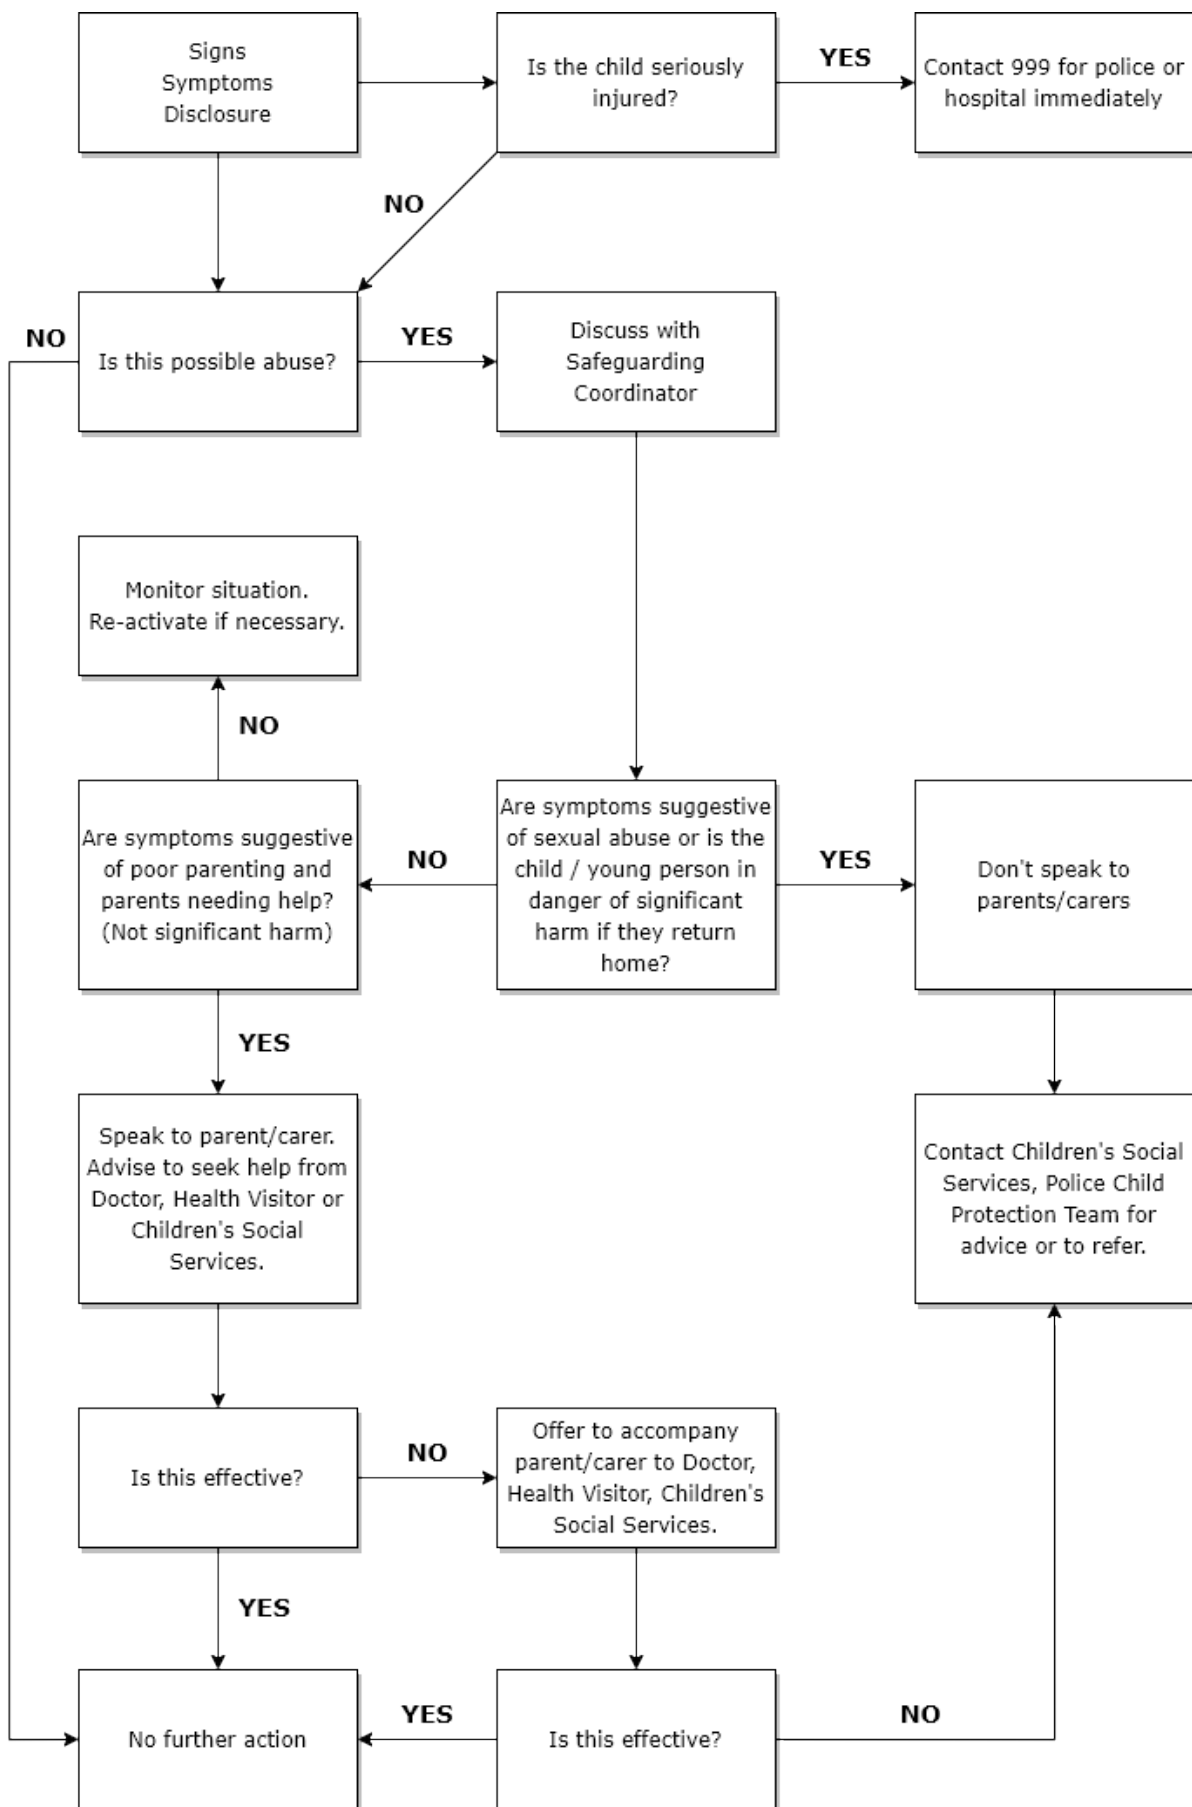 Signs
Symptoms
Disclosure
Is the child seriously
injured?
YES
Contact 999 for police or
hospital immediately
NO
NO
Is this possible abuse?
YES
Discuss with
Safeguarding
Coordinator
Monitor situation.
Re-activate if necessary.
NO
Are symptoms suggestive
of poor parenting and
parents needing help?
(Not significant harm)
NO
Are symptoms suggestive
of sexual abuse or is the
child / young person in
danger of significant
harm if they return
home?
YES
Don't speak to
parents/carers
YES
Speak to parent/carer.
Advise to seek help from
Doctor, Health Visitor or
Children's Social
Services.
Contact Children's Social
Services, Police Child
Protection Team for
advice or to refer.
Is this effective?
NO
Offer to accompany
parent/carer to Doctor,
Health Visitor, Children's
Social Services.
YES
No further action
YES
Is this effective?
NO